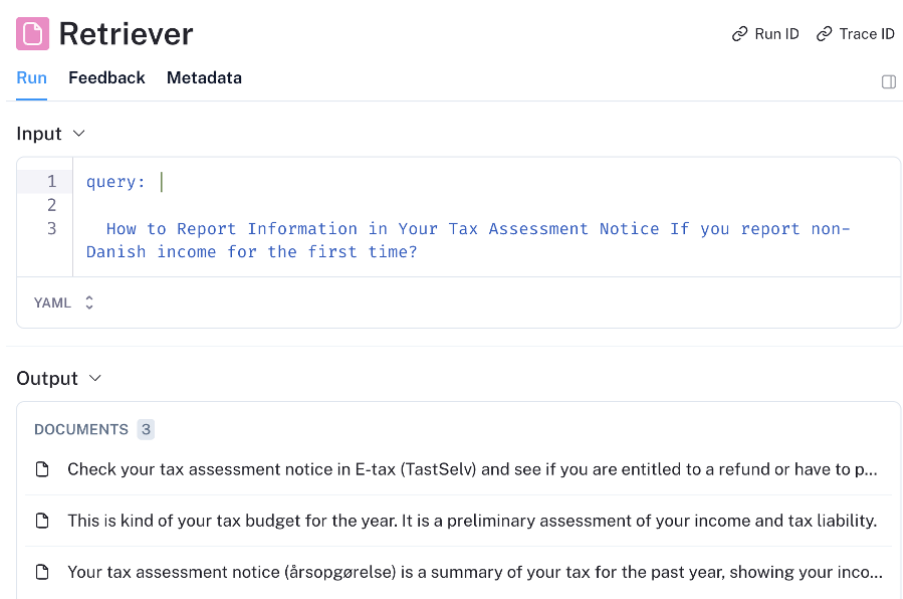 Retriever
Run ID Trace ID
Run Feedback Metadata
Input
1 query: |
2
3 How to Report Information in Your Tax Assessment Notice If you report non-
Danish income for the first time?
YAML
Output
DOCUMENTS 3
Check your tax assessment notice in E-tax (TastSelv) and see if you are entitled to a refund or have to p...
This is kind of your tax budget for the year. It is a preliminary assessment of your income and tax liability.
Your tax assessment notice (årsopgørelse) is a summary of your tax for the past year, showing your inco...